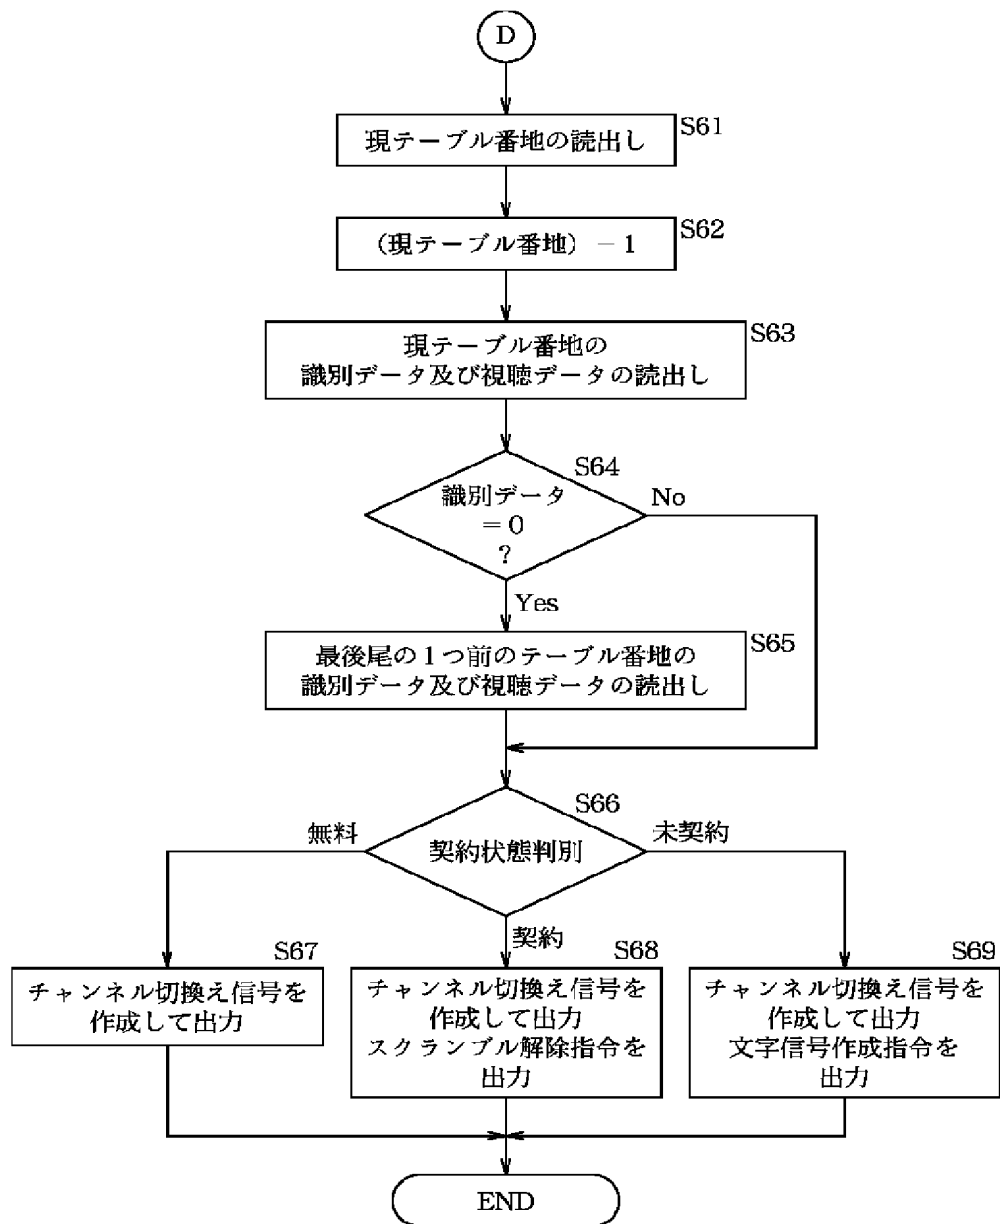 D
現テーブル番地の読出し
S61
(現テーブル番地) − 1
S62
現テーブル番地の
識別データ及び視聴データの読出し
S63
S64
識別データ
= 0
?
No
Yes
最後尾の1つ前のテーブル番地の
識別データ及び視聴データの読出し
S65
S66
契約状態判別
無料
未契約
契約
S67
チャンネル切換え信号を
作成して出力
S68
チャンネル切換え信号を
作成して出力
スクランブル解除指令を
出力
S69
チャンネル切換え信号を
作成して出力
文字信号作成指令を
出力
END